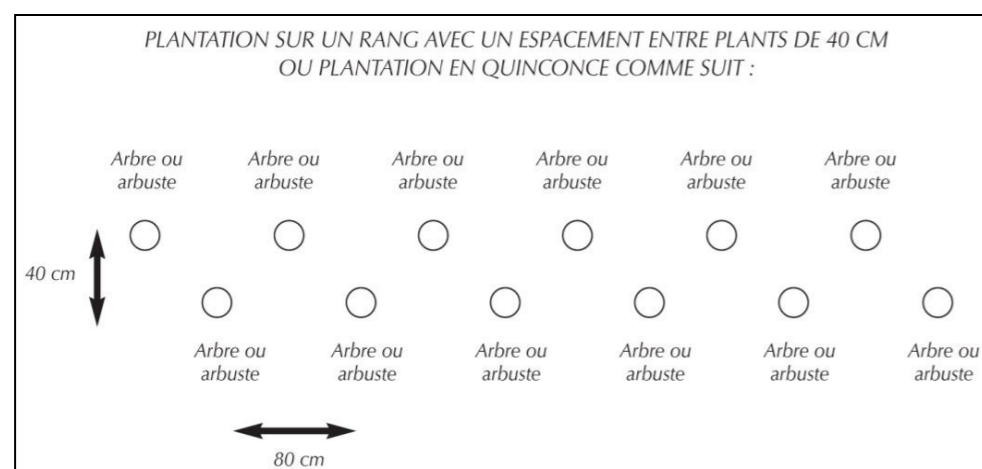 PLANTATION SUR UN RANG AVEC UN ESPACEMENT ENTRE PLANTS DE 40 CM
OU PLANTATION EN QUINCONCE COMME SUIT :
Arbre ou
arbuste
Arbre ou
arbuste
Arbre ou
arbuste
Arbre ou
arbuste
Arbre ou
arbuste
Arbre ou
arbuste
40 cm
Arbre ou
arbuste
Arbre ou
arbuste
Arbre ou
arbuste
Arbre ou
arbuste
Arbre ou
arbuste
Arbre ou
arbuste
80 cm